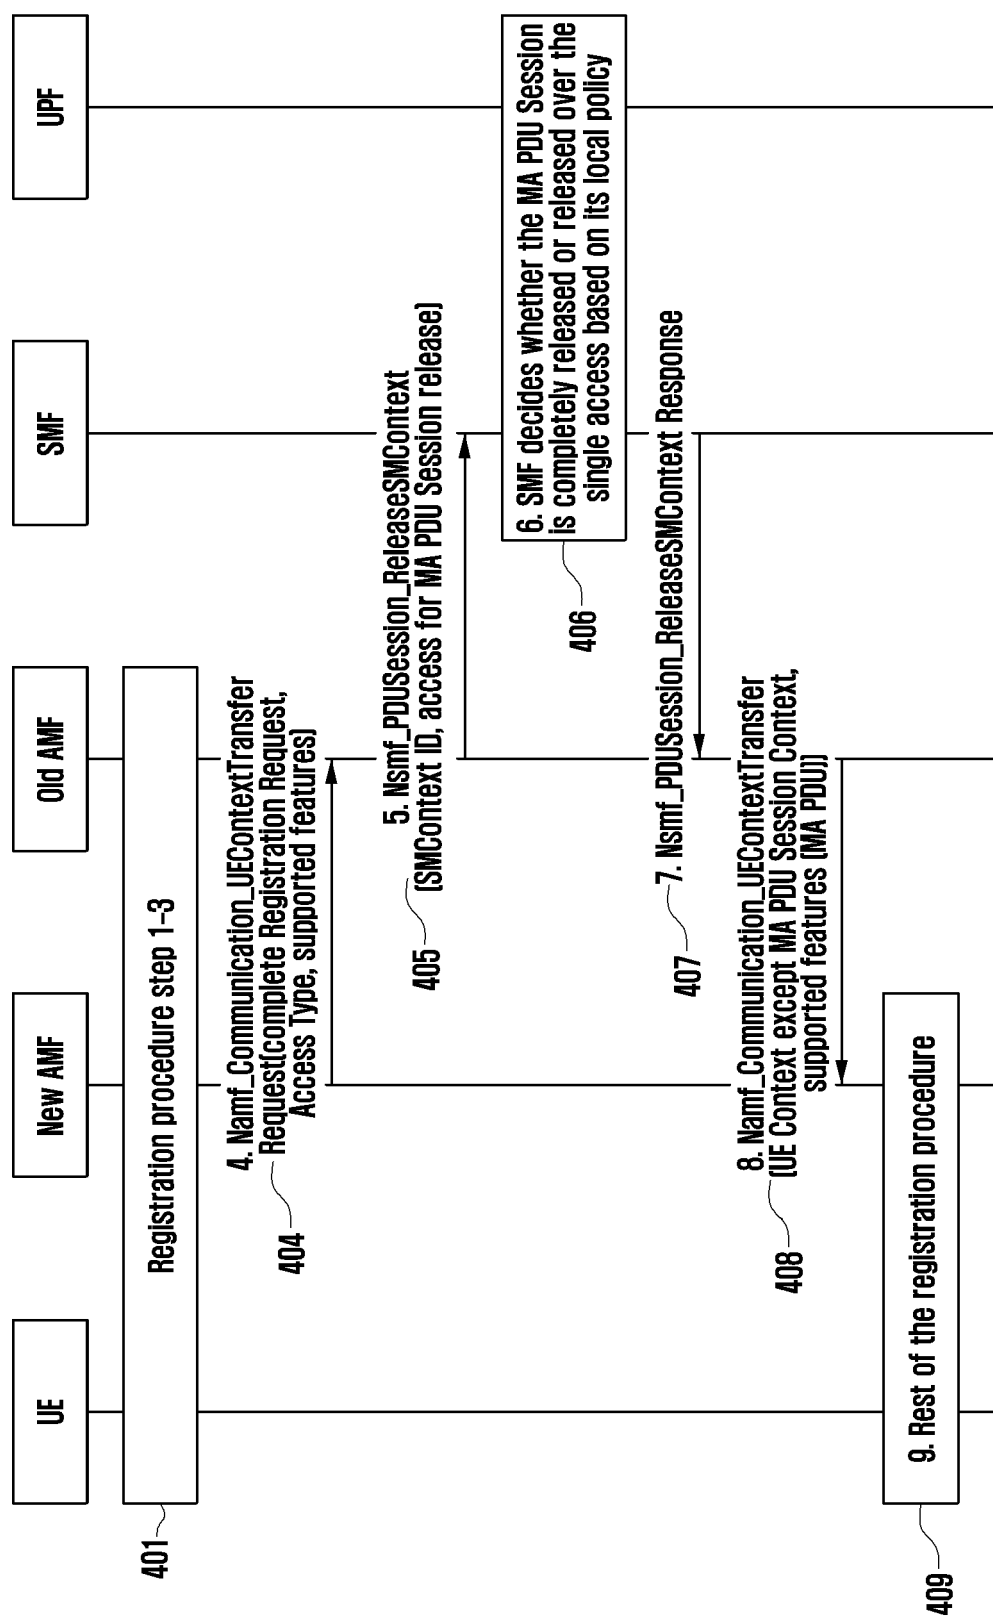 UE
New AMF
Old AMF
SMF
UPF
401
Registration procedure step 1-3
4. Namf_Communication_UEContextTransfer
Request(complete Registration Request,
Access Type, supported features)
404
5. Nsmf_PDUSession_ReleaseSMContext
(SMContext ID, access for MA PDU Session release)
405
6. SMF decides whether the MA PDU Session
is completely released or released over the
single access based on its local policy
406
7. Nsmf_PDUSession_ReleaseSMContext Response
407
8. Namf_Communication_UEContextTransfer
(UE Context except MA PDU Session Context,
supported features (MA PDU))
408
9. Rest of the registration procedure
409